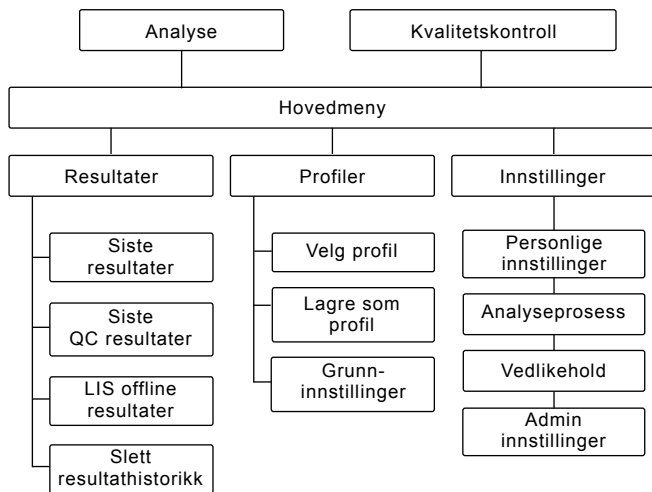 Analyse
Kvalitetskontroll
Hovedmeny
Resultater
Profiler
Innstillinger
Siste
resultater
Siste
QC resultater
LIS offline
resultater
Slett
resultathistorikk
Velg profil
Lagre som
profil
Grunn-
innstillinger
Personlige
innstillinger
Analyseprosess
Vedlikehold
Admin
innstillinger